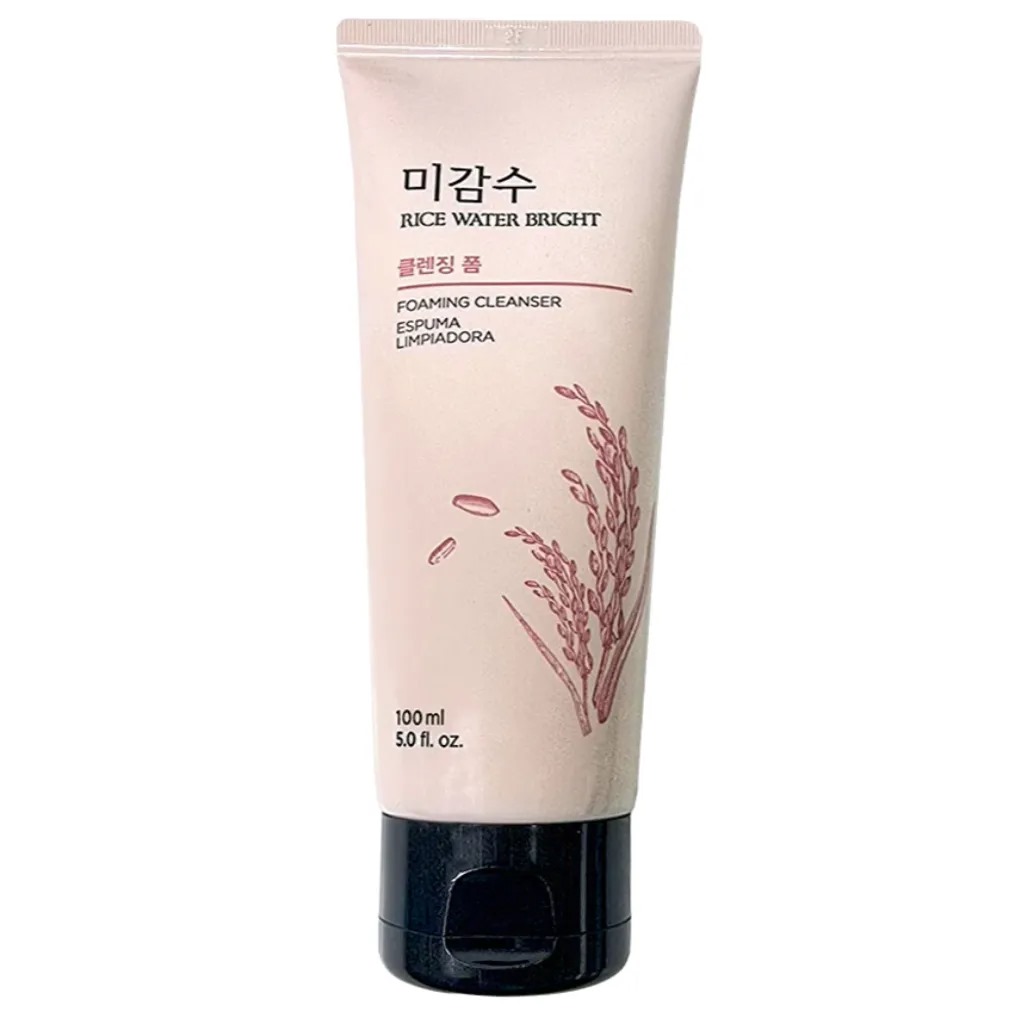 미감수
RICE WATER BRIGHT
클렌징 폼
FOAMING CLEANSER
ESPUMA
LIMPIADORA
100 ml
5.0 fl. oz.